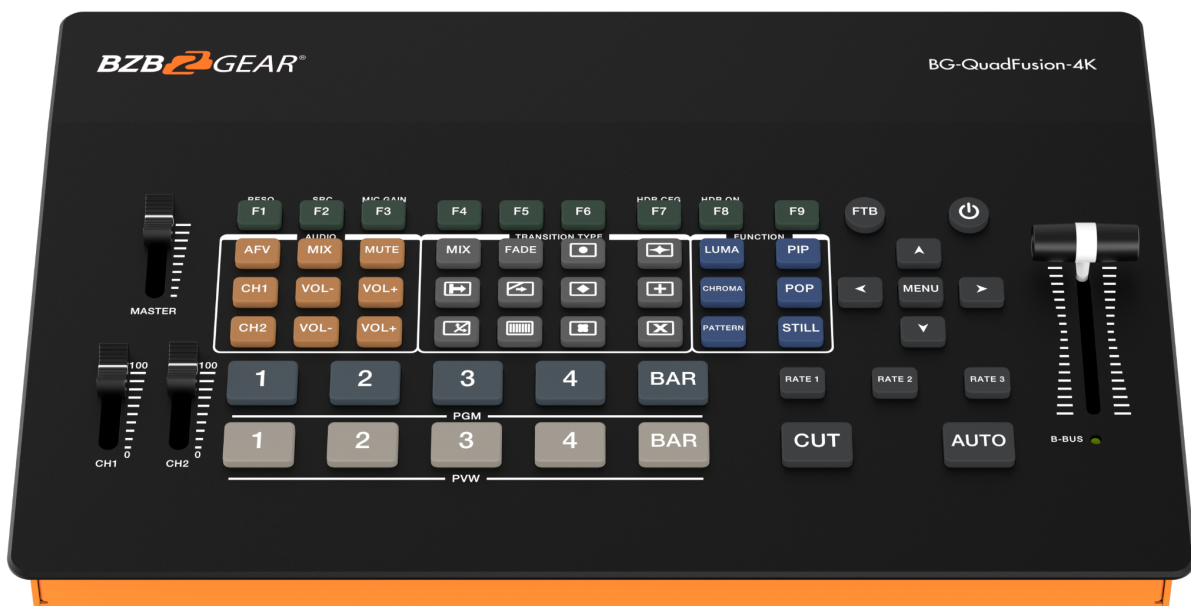 BZB GEAR®
BG-QuadFusion-4K
RESO SRC MIC GAIN HDR CFG HDR ON
F1 F2 F3 F4 F5 F6 F7 F8 F9 FTB
AUDIO TRANSITION TYPE FUNCTION
AFV MIX MUTE MIX FADE LUMA PIP
CH1 VOL- VOL+ CHROMA POP MENU
MASTER
CH2 VOL- VOL+ PATTERN STILL
100 100 1 2 3 4 BAR RATE 1 RATE 2 RATE 3
PGM
1 2 3 4 BAR CUT AUTO B-BUS
0 0
CH1 CH2
PVW